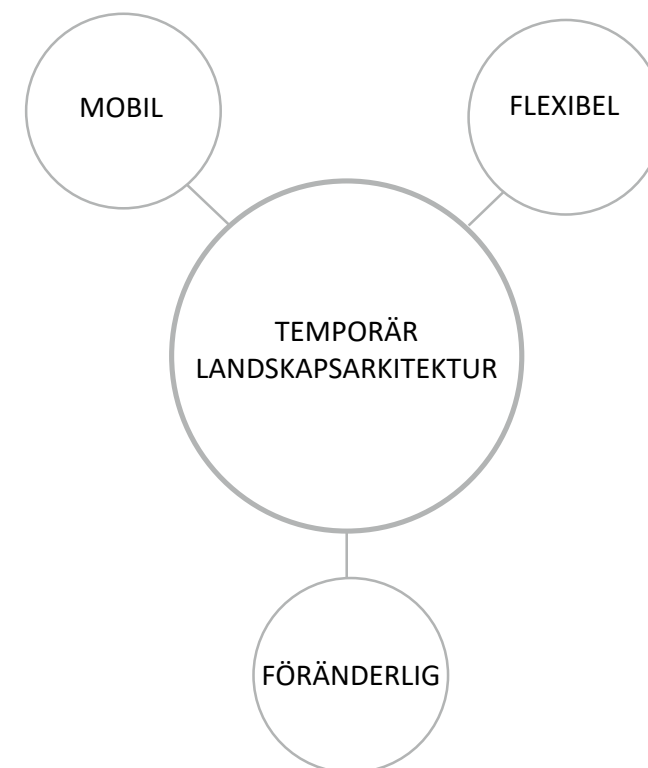 MOBIL
FLEXIBEL
TEMPORÄR
LANDSKAPSARKITEKTUR
FÖRÄNDERLIG